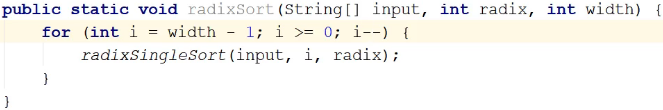 public static void radixSort(String[] input, int radix, int width) {
    for (int i = width - 1; i >= 0; i--) {
        radixSingleSort(input, i, radix);
    }
}